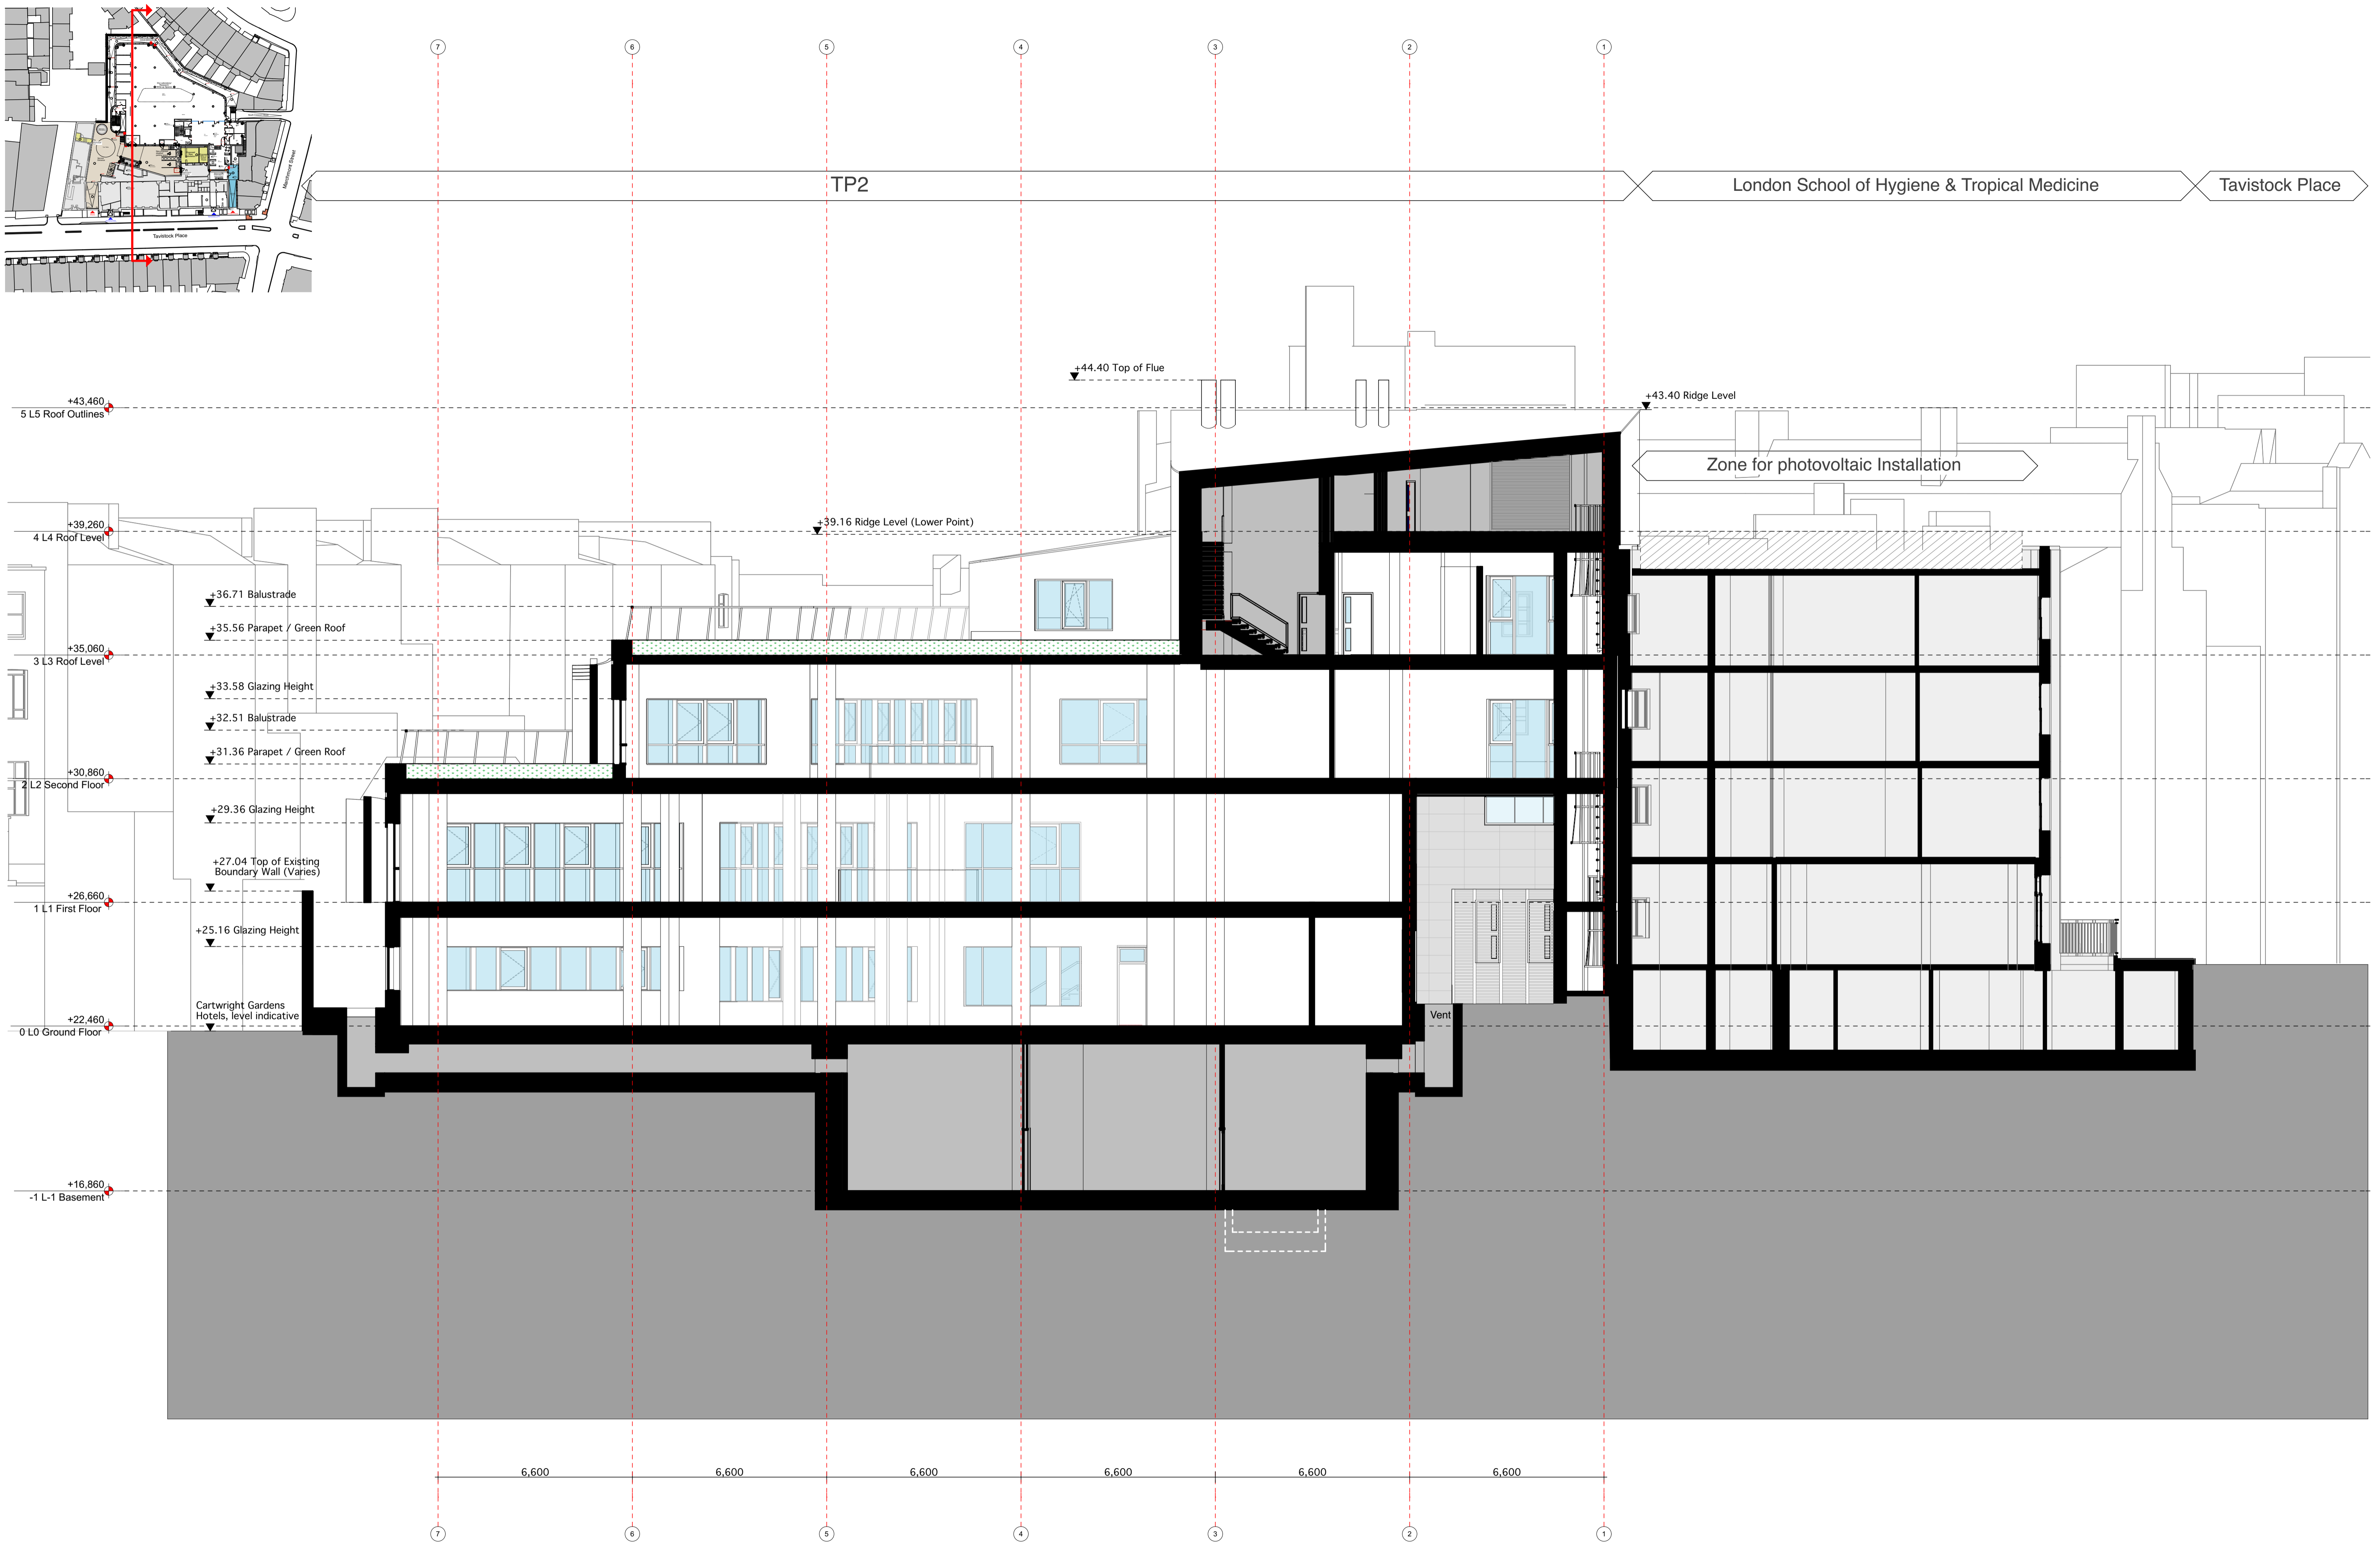 7
6
5
4
3
2
1
Marchmont Street
Tavistock Place
TP2
London School of Hygiene & Tropical Medicine
Tavistock Place
+44.40 Top of Flue
+43.40 Ridge Level
+43,460
5 L5 Roof Outlines
Zone for photovoltaic Installation
+39.16 Ridge Level (Lower Point)
+39,260
4 L4 Roof Level
+36.71 Balustrade
+35.56 Parapet / Green Roof
+35,060
3 L3 Roof Level
+33.58 Glazing Height
+32.51 Balustrade
+31.36 Parapet / Green Roof
+30,860
2 L2 Second Floor
+29.36 Glazing Height
+27.04 Top of Existing
Boundary Wall (Varies)
+26,660
1 L1 First Floor
+25.16 Glazing Height
Cartwright Gardens
Hotels, level indicative
+22,460
0 L0 Ground Floor
Vent
+16,860
-1 L-1 Basement
6,600
6,600
6,600
6,600
6,600
6,600
7
6
5
4
3
2
1